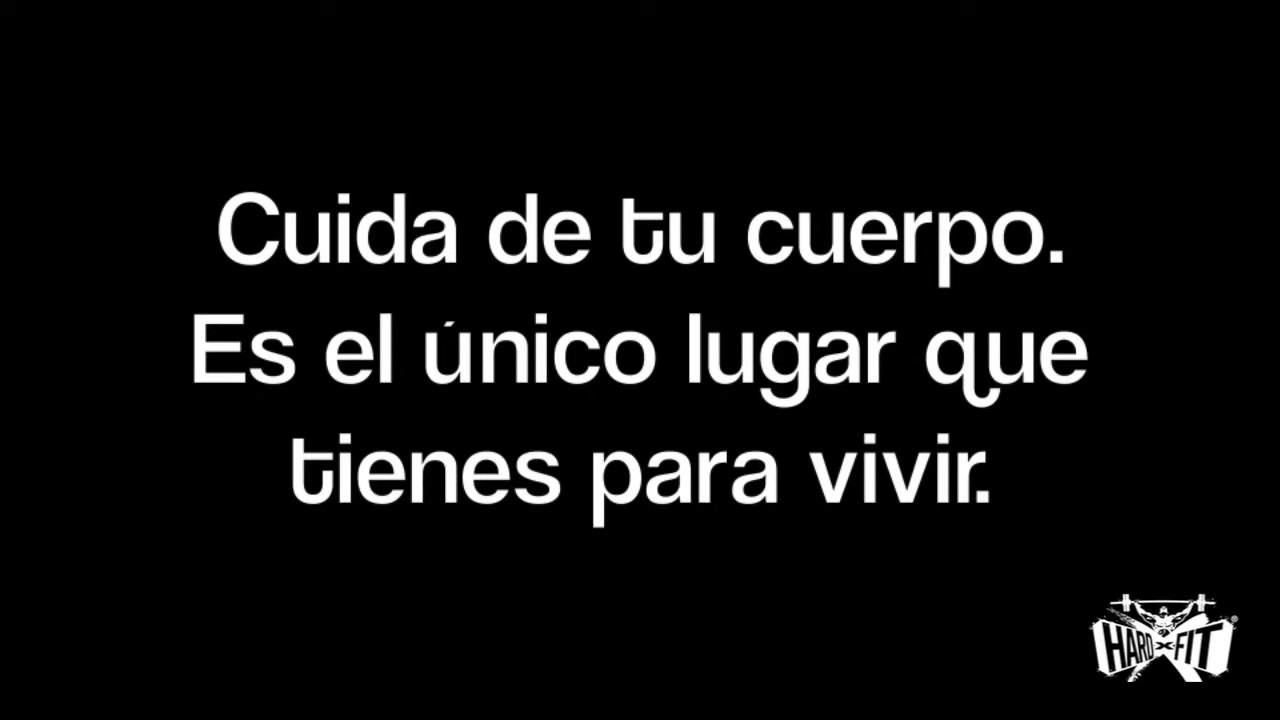 Cuida de tu cuerpo.
Es el único lugar que
tienes para vivir.
HARD X FIT ®